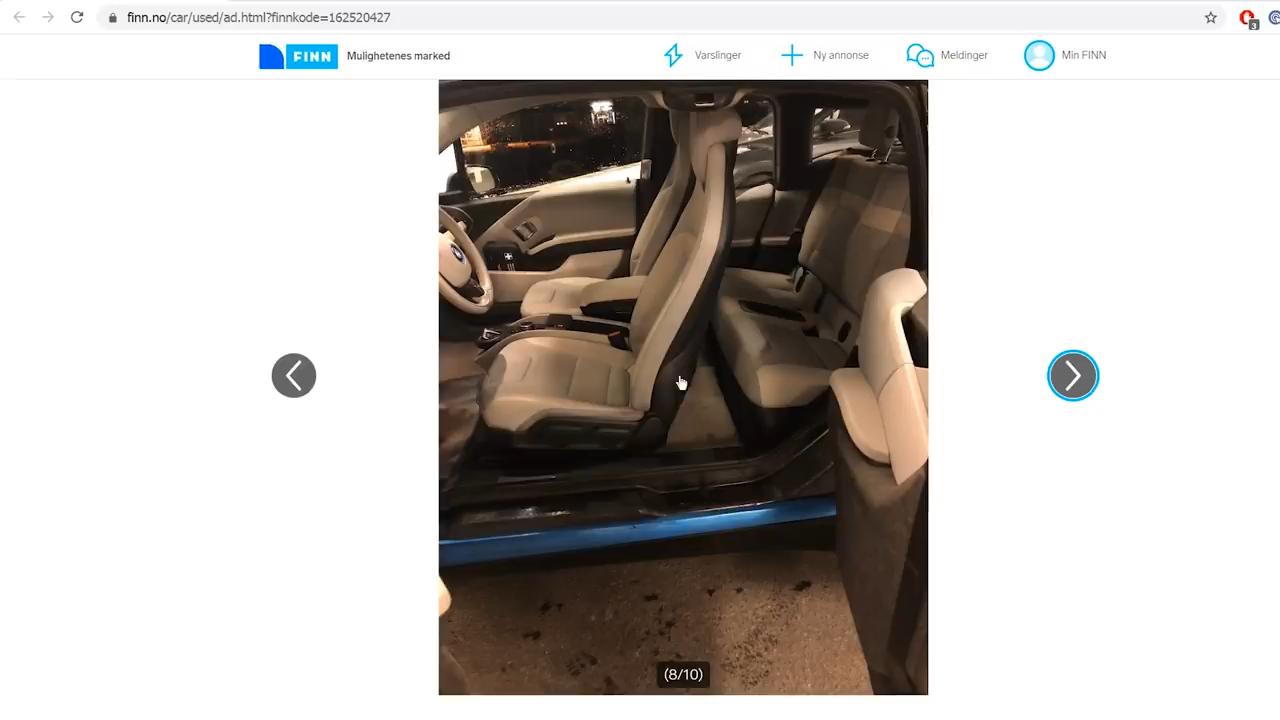 finn.no/car/used/ad.html?finnkode=162520427
3
FINN
Mulighetenes marked
Varslinger
Ny annonse
Meldinger
Min FINN
(8/10)